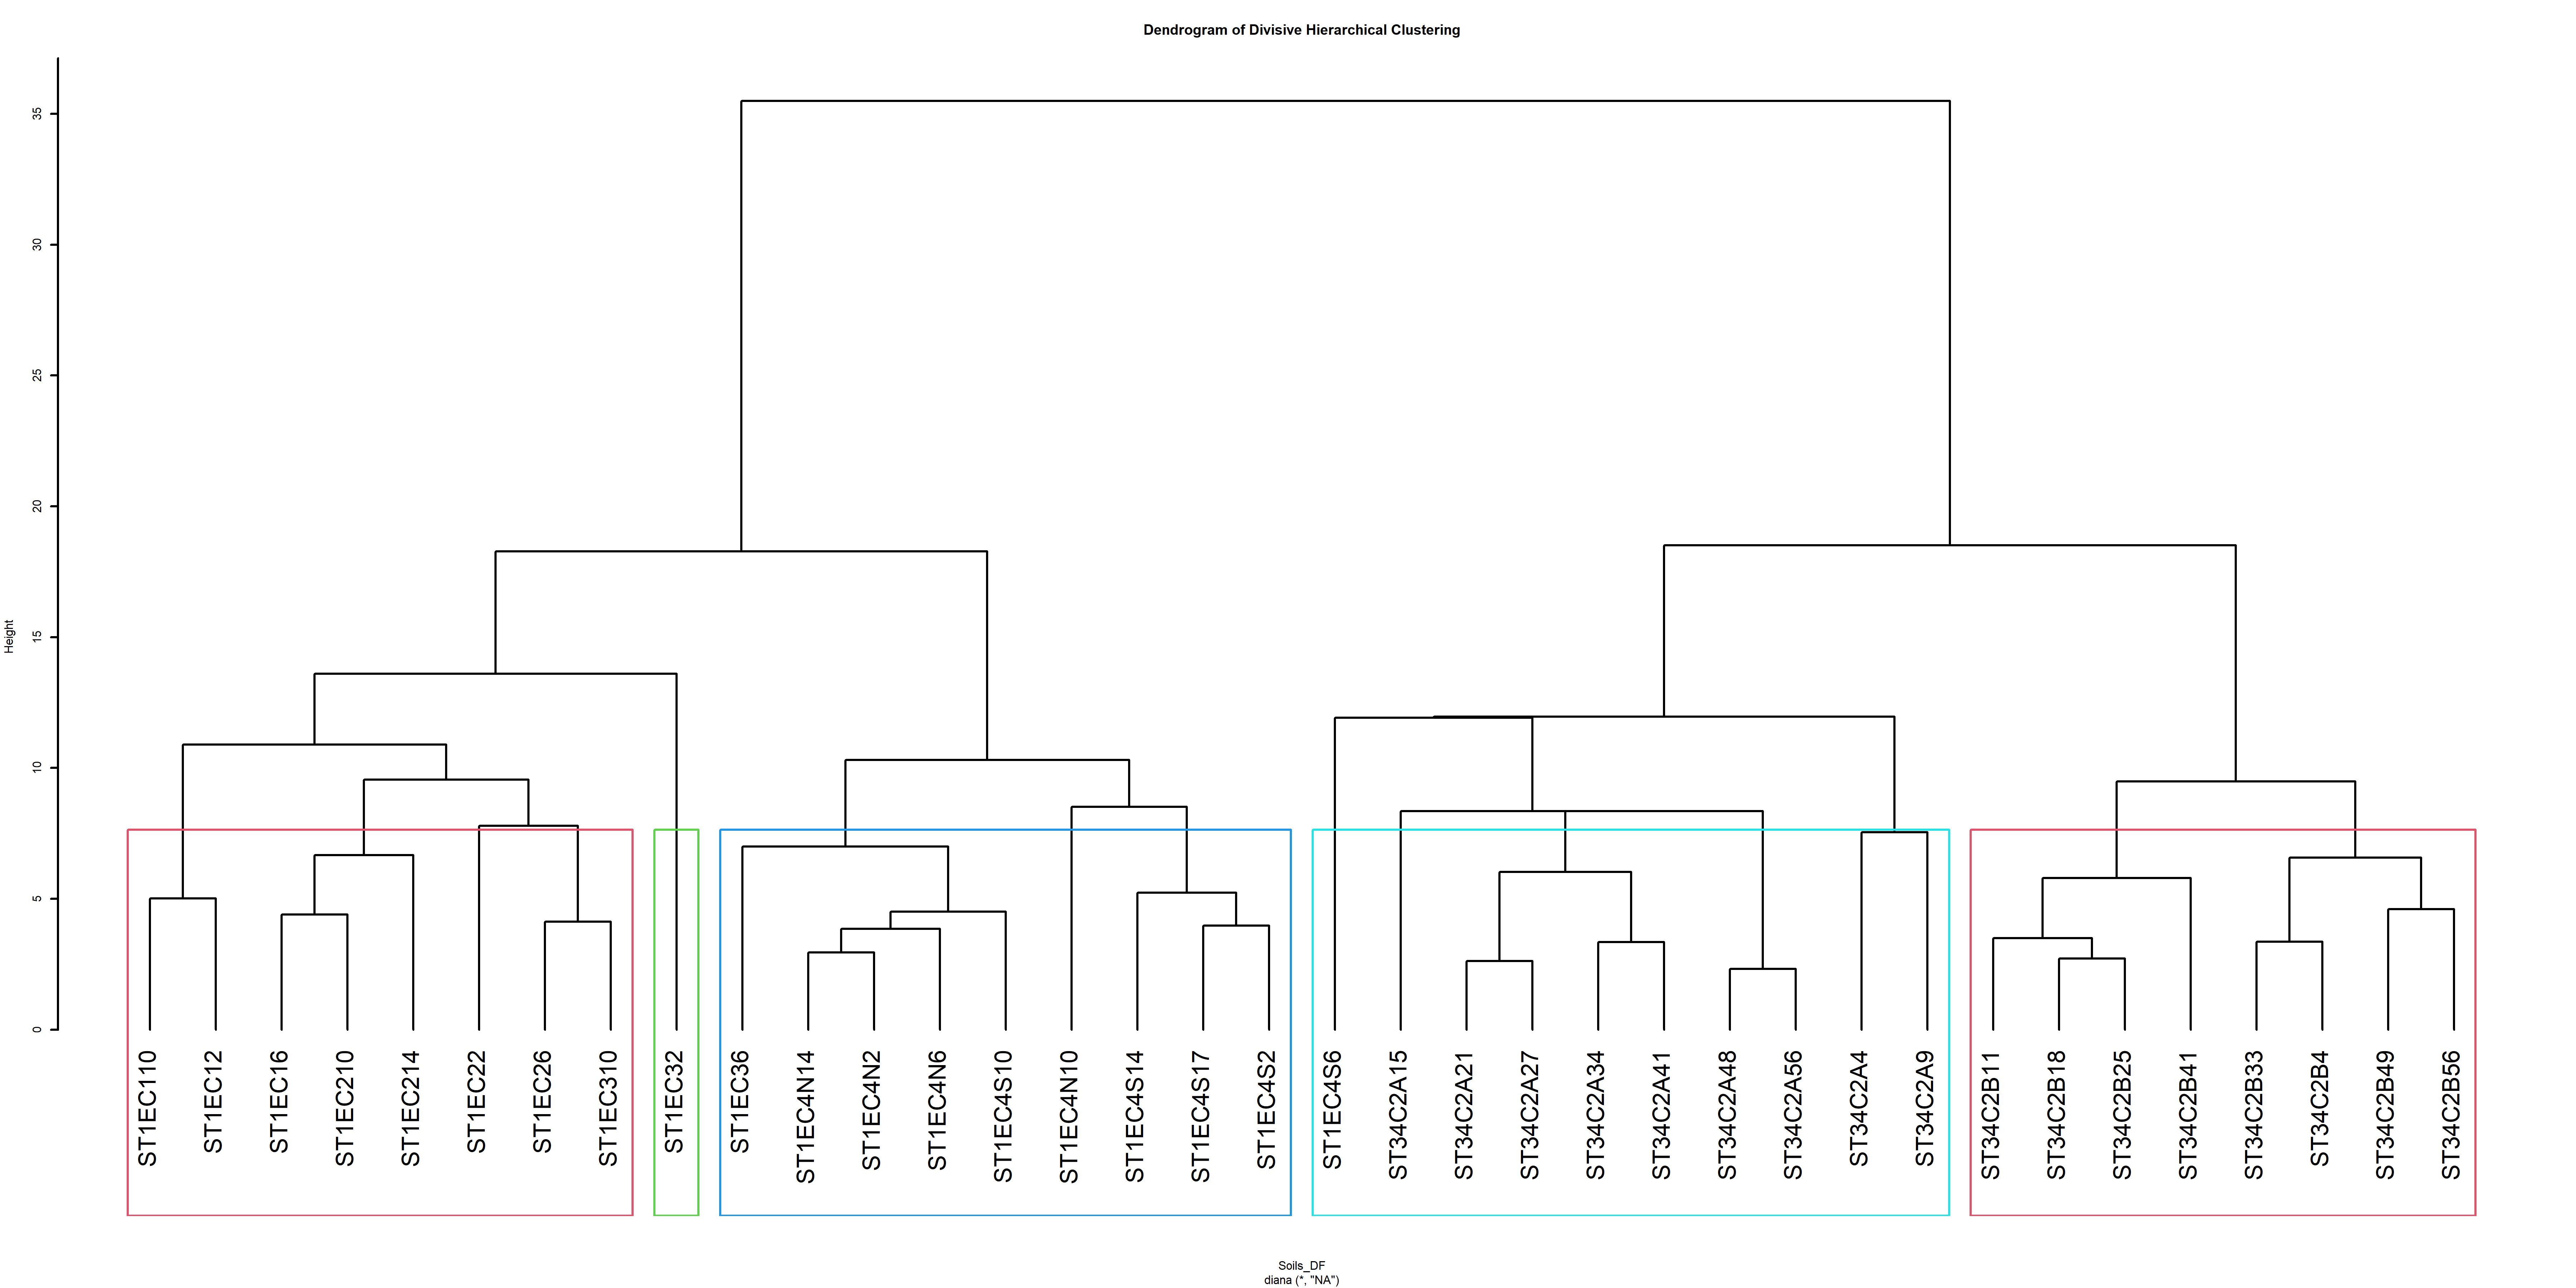 Dendrogram of Divisive Hierarchical Clustering
Height
35
30
25
20
15
10
5
0
ST1EC110
ST1EC12
ST1EC16
ST1EC210
ST1EC214
ST1EC22
ST1EC26
ST1EC310
ST1EC32
ST1EC36
ST1EC4N14
ST1EC4N2
ST1EC4N6
ST1EC4S10
ST1EC4N10
ST1EC4S14
ST1EC4S17
ST1EC4S2
ST1EC4S6
ST34C2A15
ST34C2A21
ST34C2A27
ST34C2A34
ST34C2A41
ST34C2A48
ST34C2A56
ST34C2A4
ST34C2A9
ST34C2B11
ST34C2B18
ST34C2B25
ST34C2B41
ST34C2B33
ST34C2B4
ST34C2B49
ST34C2B56
Soils_DF
diana (*, "NA")